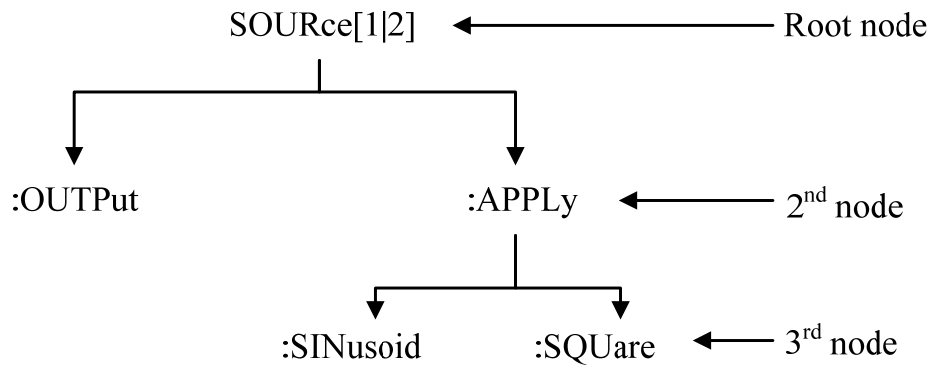 SOURce[1|2]
Root node
:OUTPut
:APPLy
2nd node
:SINusoid
:SQUare
3rd node